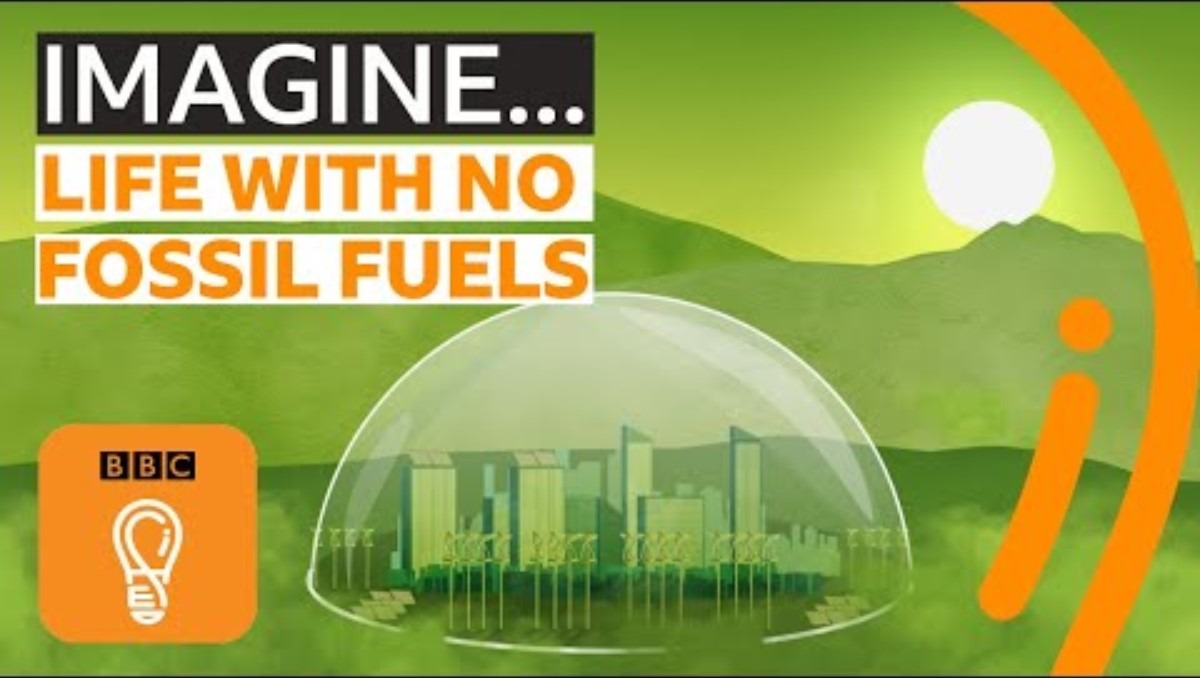 IMAGINE...
LIFE WITH NO
FOSSIL FUELS
BBC